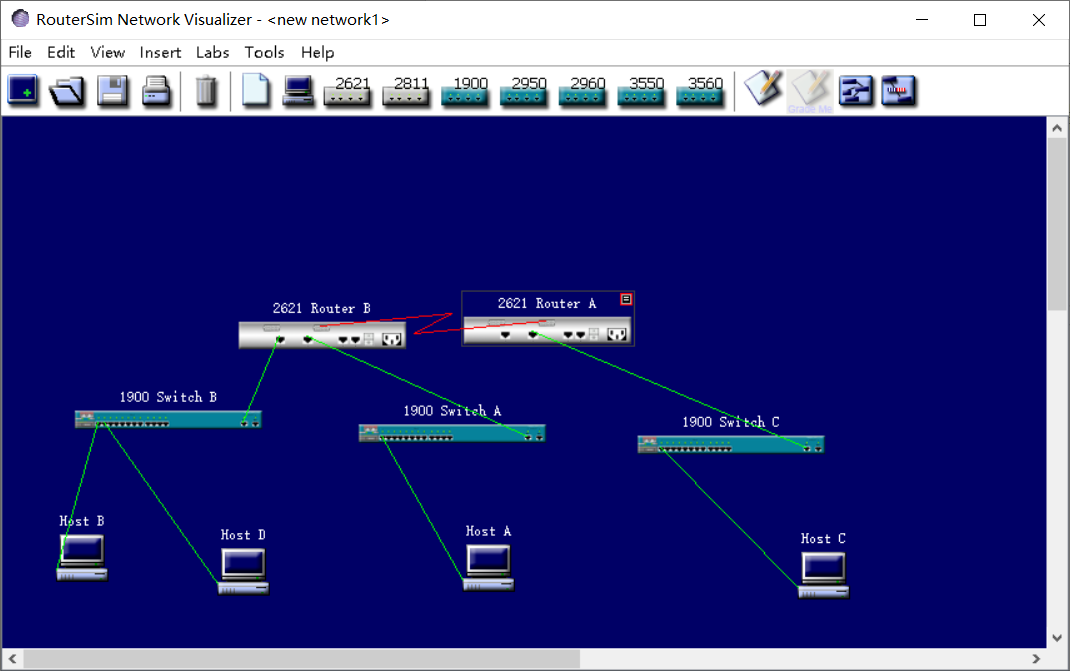 RouterSim Network Visualizer - <new network1>
File Edit View Insert Labs Tools Help
2621 2811 1900 2950 2960 3550 3560
Grade Me
2621 Router B
2621 Router A
1900 Switch B
1900 Switch A
1900 Switch C
Host B
Host D
Host A
Host C